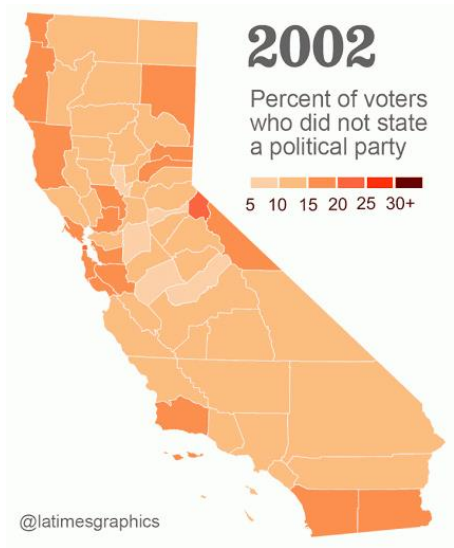 2002
Percent of voters
who did not state
a political party
5 10 15 20 25 30+
@latimesgraphics